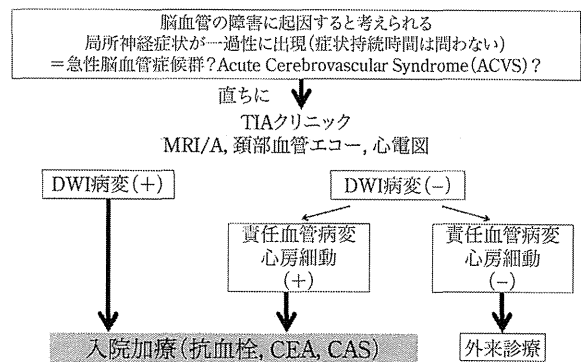 脳血管の障害に起因すると考えられる
局所神経症状が一過性に出現(症状持続時間は問わない)
＝急性脳血管症候群?Acute Cerebrovascular Syndrome(ACVS)?
直ちに
TIAクリニック
MRI/A, 頚部血管エコー, 心電図
DWI病変(+)
DWI病変(−)
責任血管病変
心房細動
(+)
責任血管病変
心房細動
(−)
入院加療(抗血栓, CEA, CAS)
外来診療